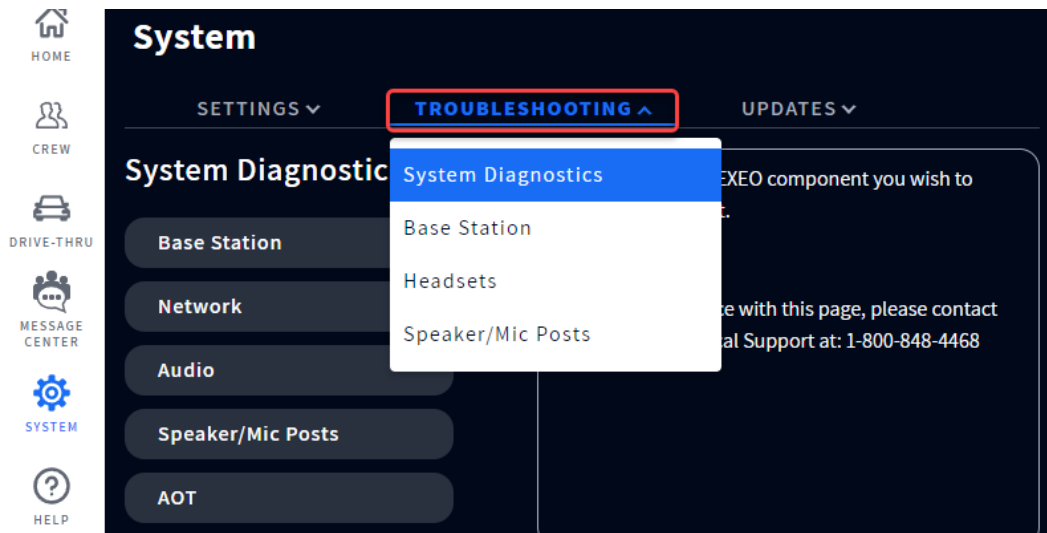 HOME
CREW
DRIVE-THRU
MESSAGE
CENTER
SYSTEM
HELP
System
SETTINGS
TROUBLESHOOTING
UPDATES
System Diagnostic
Base Station
Network
Audio
Speaker/Mic Posts
AOT
System Diagnostics
Base Station
Headsets
Speaker/Mic Posts
EXEO component you wish to
with this page, please contact
Support at: 1-800-848-4468